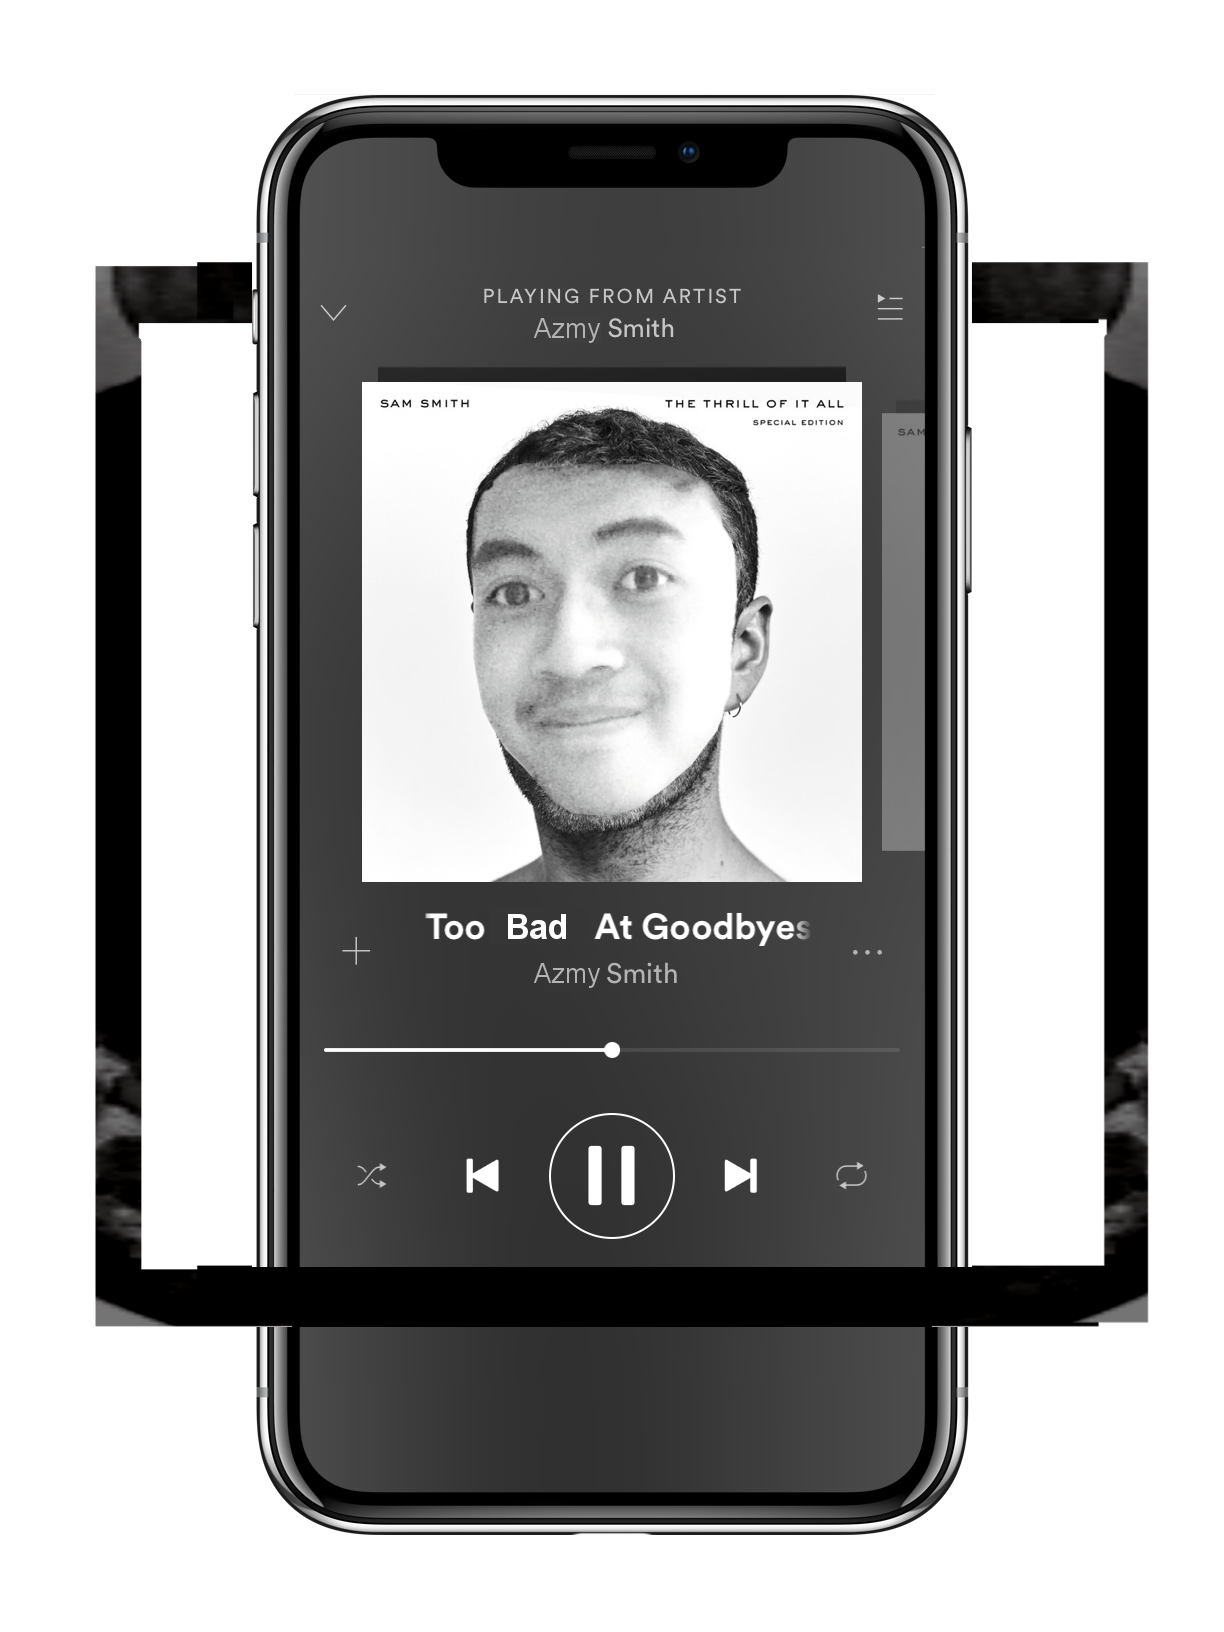 PLAYING FROM ARTIST
Azmy Smith
SAM SMITH
THE THRILL OF IT ALL
SPECIAL EDITION
SAM
Too Bad At Goodbyes
Azmy Smith